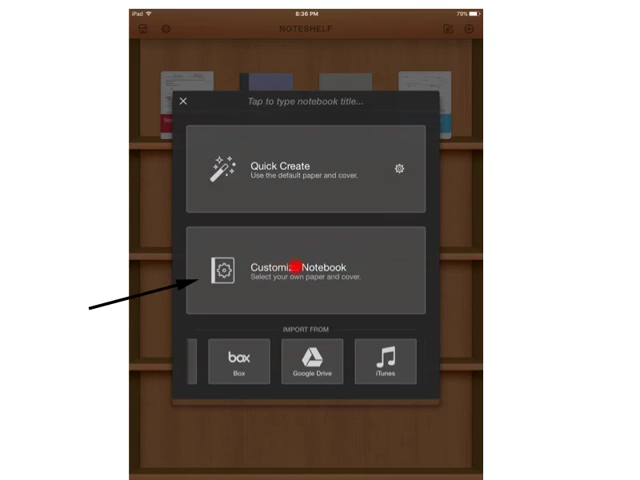 iPad 8:36 PM 79%
NOTESHELF
Tap to type notebook title...
Quick Create
Use the default paper and cover.
Notebook
Select your own paper and cover.
IMPORT FROM
box
Box
Google Drive
iTunes